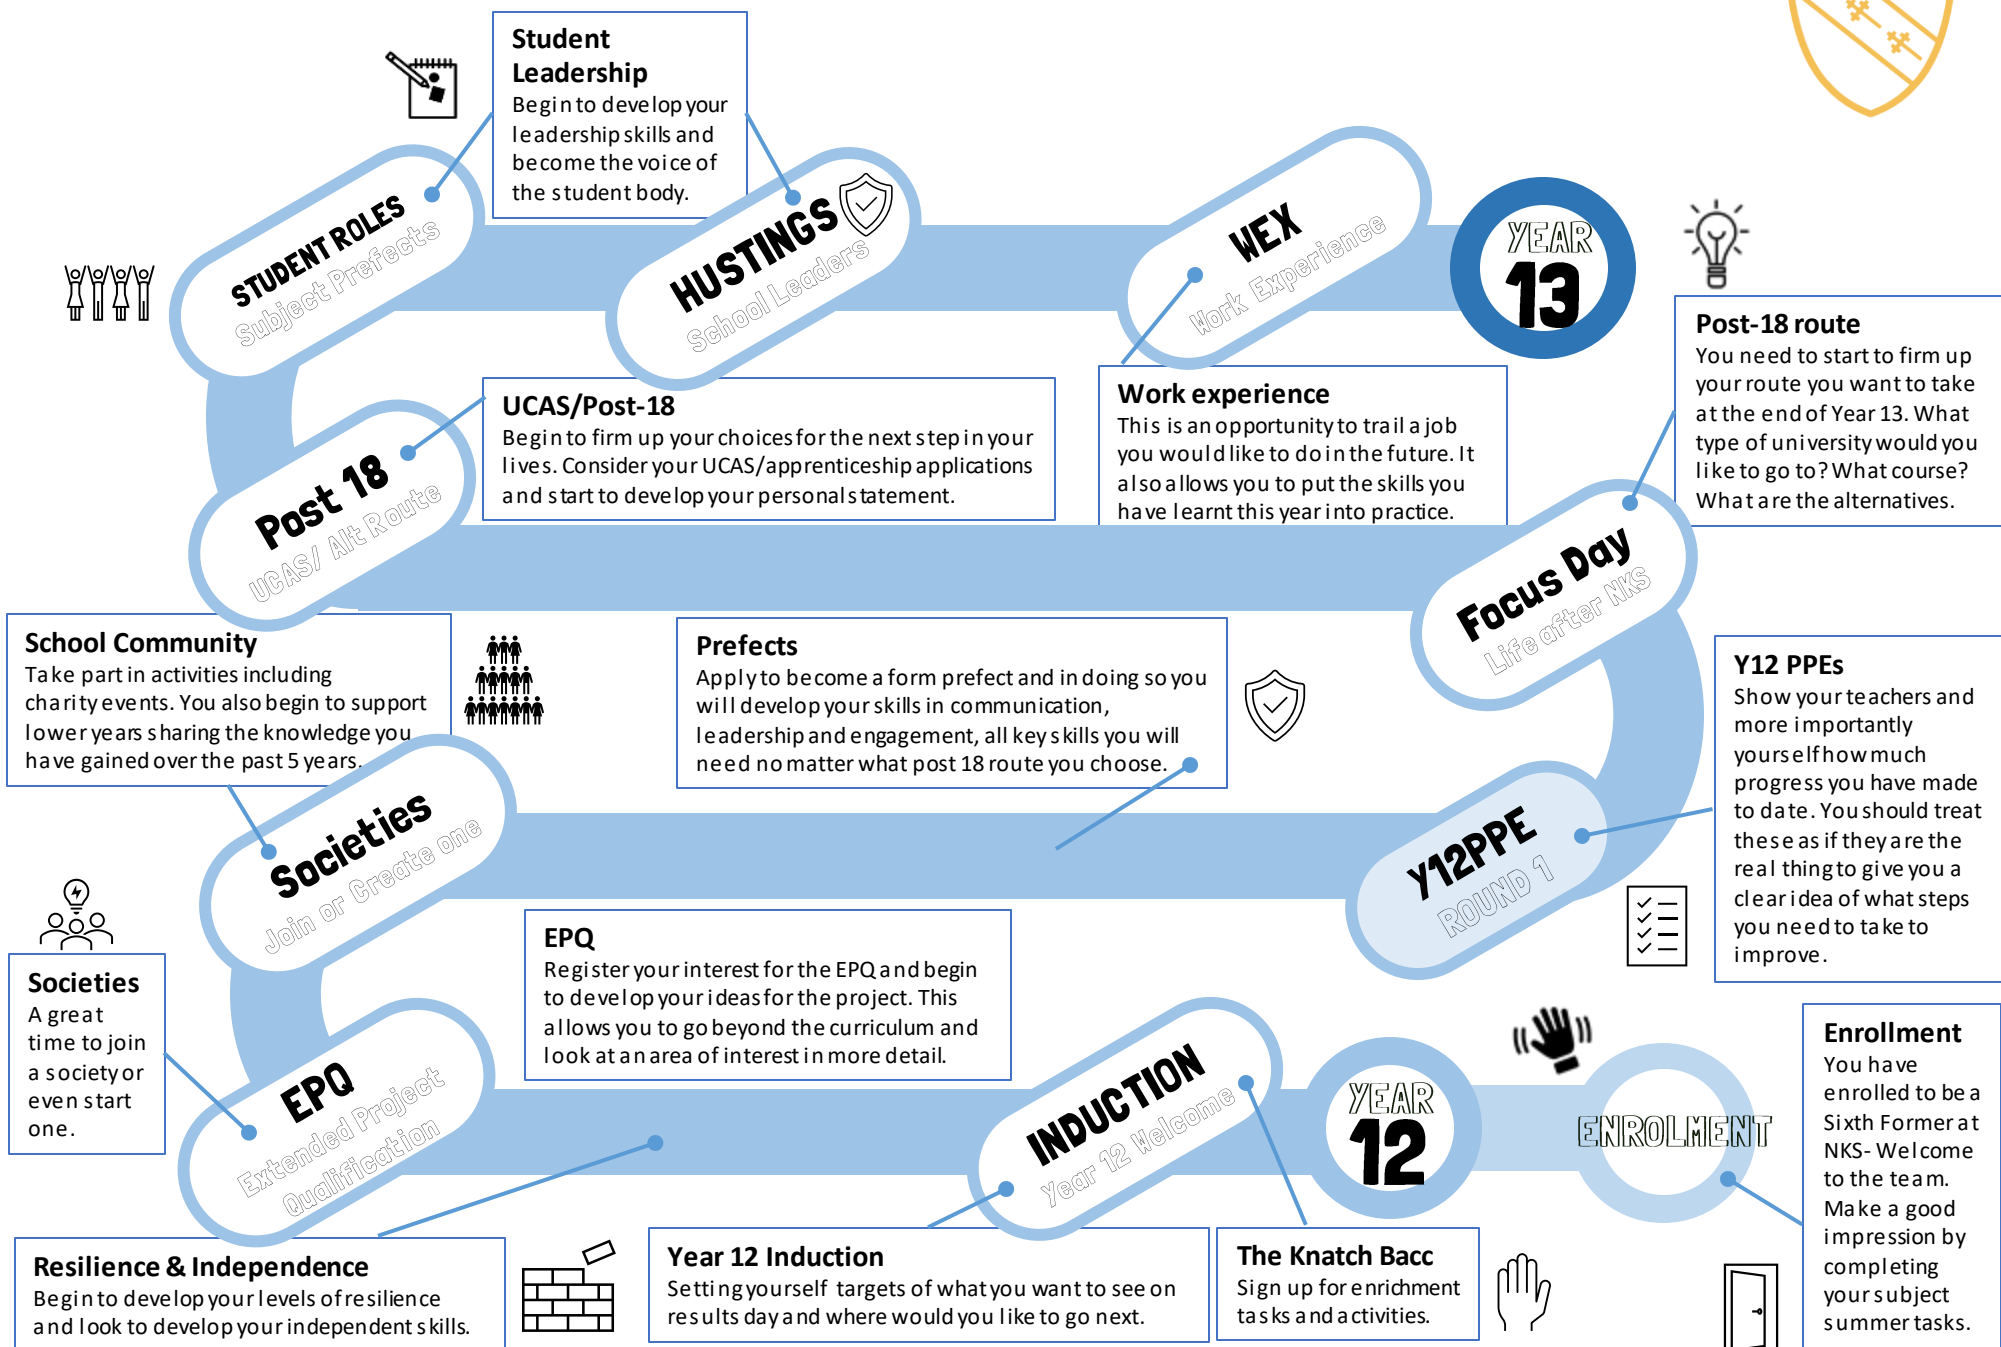 Student
Leadership
Begin to develop your
leadership skills and
become the voice of
the student body.
STUDENT ROLES
Subject Prefects
HUSTINGS
School Leaders
WEX
Work Experience
YEAR
13
Post-18 route
You need to start to firm up
your route you want to take
at the end of Year 13. What
type of university would you
like to go to? What course?
What are the alternatives.
UCAS/Post-18
Begin to firm up your choices for the next step in your
lives. Consider your UCAS/apprenticeship applications
and start to develop your personal statement.
Work experience
This is an opportunity to trail a job
you would like to do in the future. It
also allows you to put the skills you
have learnt this year into practice.
Post 18
UCAS/ Alt Route
Focus Day
Life after NKS
School Community
Take part in activities including
charity events. You also begin to support
lower years sharing the knowledge you
have gained over the past 5 years.
Prefects
Apply to become a form prefect and in doing so you
will develop your skills in communication,
leadership and engagement, all key skills you will
need no matter what post 18 route you choose.
Y12 PPEs
Show your teachers and
more importantly
yourself how much
progress you have made
to date. You should treat
these as if they are the
real thing to give you a
clear idea of what steps
you need to take to
improve.
Societies
Join or Create one
Y12PPE
ROUND 1
Societies
A great
time to join
a society or
even start
one.
EPQ
Register your interest for the EPQ and begin
to develop your ideas for the project. This
allows you to go beyond the curriculum and
look at an area of interest in more detail.
EPQ
Extended Project
Qualification
INDUCTION
Year 12 Welcome
YEAR
12
ENROLMENT
Enrollment
You have
enrolled to be a
Sixth Former at
NKS- Welcome
to the team.
Make a good
impression by
completing
your subject
summer tasks.
Resilience & Independence
Begin to develop your levels of resilience
and look to develop your independent skills.
Year 12 Induction
Setting yourself targets of what you want to see on
results day and where would you like to go next.
The Knatch Bacc
Sign up for enrichment
tasks and activities.